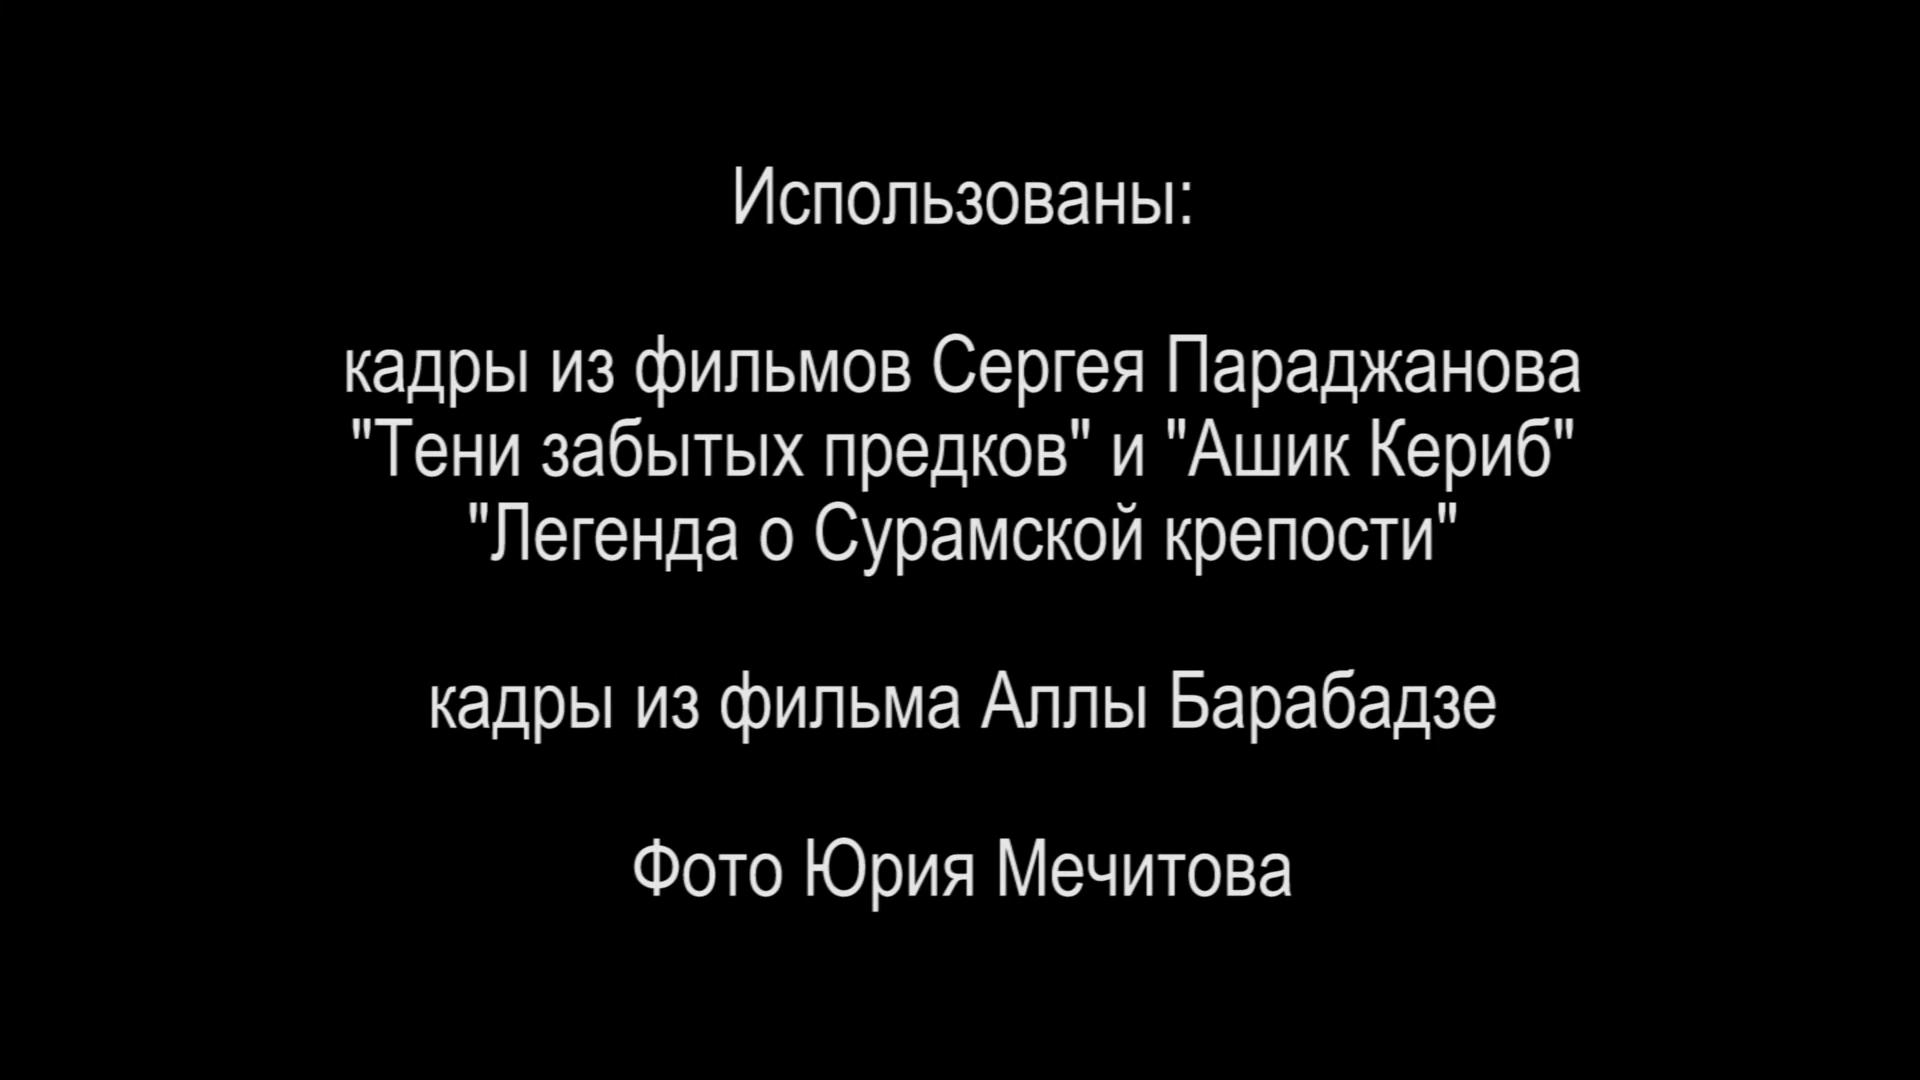 Использованы:
кадры из фильмов Сергея Параджанова
"Тени забытых предков" и "Ашик Кериб"
"Легенда о Сурамской крепости"
кадры из фильма Аллы Барабадзе
Фото Юрия Мечитова